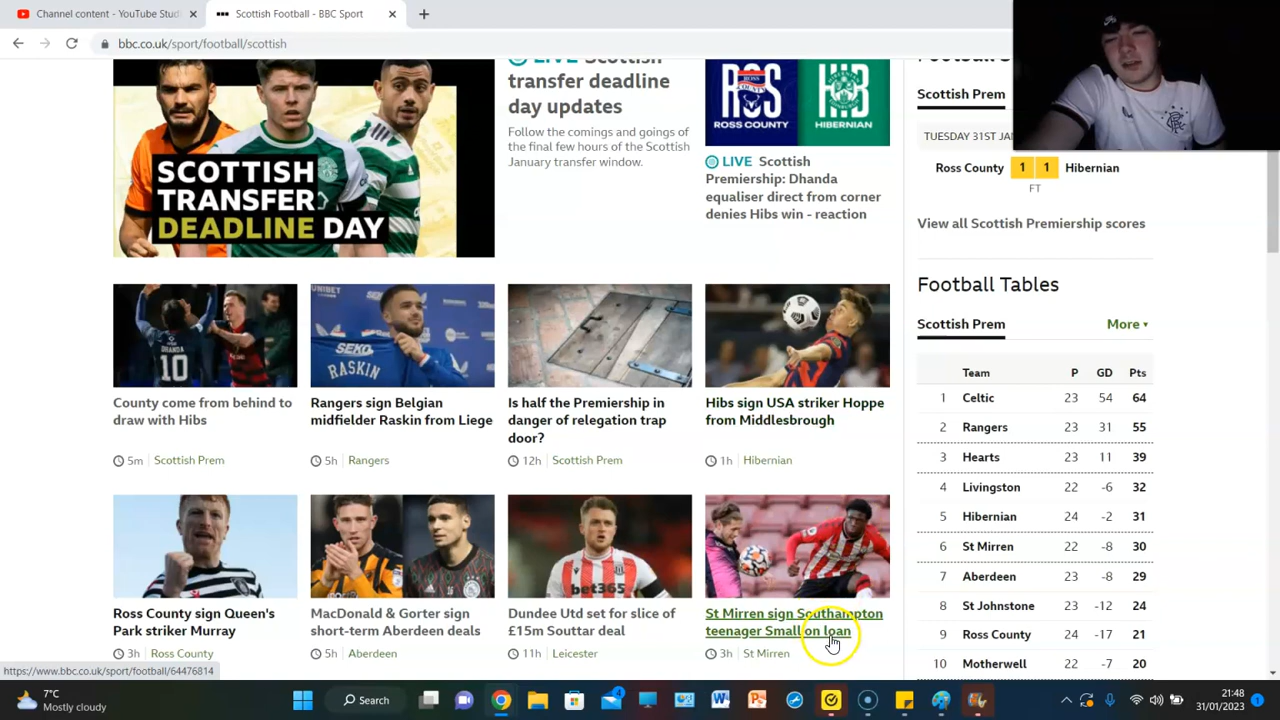 Channel content - YouTube Stud
Scottish Football - BBC Sport
bbc.co.uk/sport/football/scottish
SCOTTISH
TRANSFER
DEADLINE DAY
LIVE Scottish
transfer deadline
day updates
Follow the comings and goings of
the final few hours of the Scottish
January transfer window.
ROSS
COUNTY
HIB
ROSS COUNTY
HIBERNIAN
LIVE Scottish
Premiership: Dhanda
equaliser direct from corner
denies Hibs win - reaction
Scottish Prem
TUESDAY 31ST JAN
Ross County 1 1 Hibernian
FT
View all Scottish Premiership scores
DHANDA
10
County come from behind to
draw with Hibs
5m Scottish Prem
UNIBET
SEKO
RASKIN
Rangers sign Belgian
midfielder Raskin from Liege
5h Rangers
Is half the Premiership in
danger of relegation trap
door?
12h Scottish Prem
Hibs sign USA striker Hoppe
from Middlesbrough
1h Hibernian
Ross County sign Queen's
Park striker Murray
3h Ross County
MacDonald & Gorter sign
short-term Aberdeen deals
5h Aberdeen
bet365
Dundee Utd set for slice of
£15m Souttar deal
11h Leicester
St Mirren sign Southampton
teenager Small on loan
3h St Mirren
Football Tables
Scottish Prem More
Team P GD Pts
1 Celtic 23 54 64
2 Rangers 23 31 55
3 Hearts 23 11 39
4 Livingston 22 -6 32
5 Hibernian 24 -2 31
6 St Mirren 22 -8 30
7 Aberdeen 23 -8 29
8 St Johnstone 23 -12 24
9 Ross County 24 -17 21
10 Motherwell 22 -7 20
https://www.bbc.co.uk/sport/football/64476814
7°C
Mostly cloudy
Search
4
21:48
31/01/2023